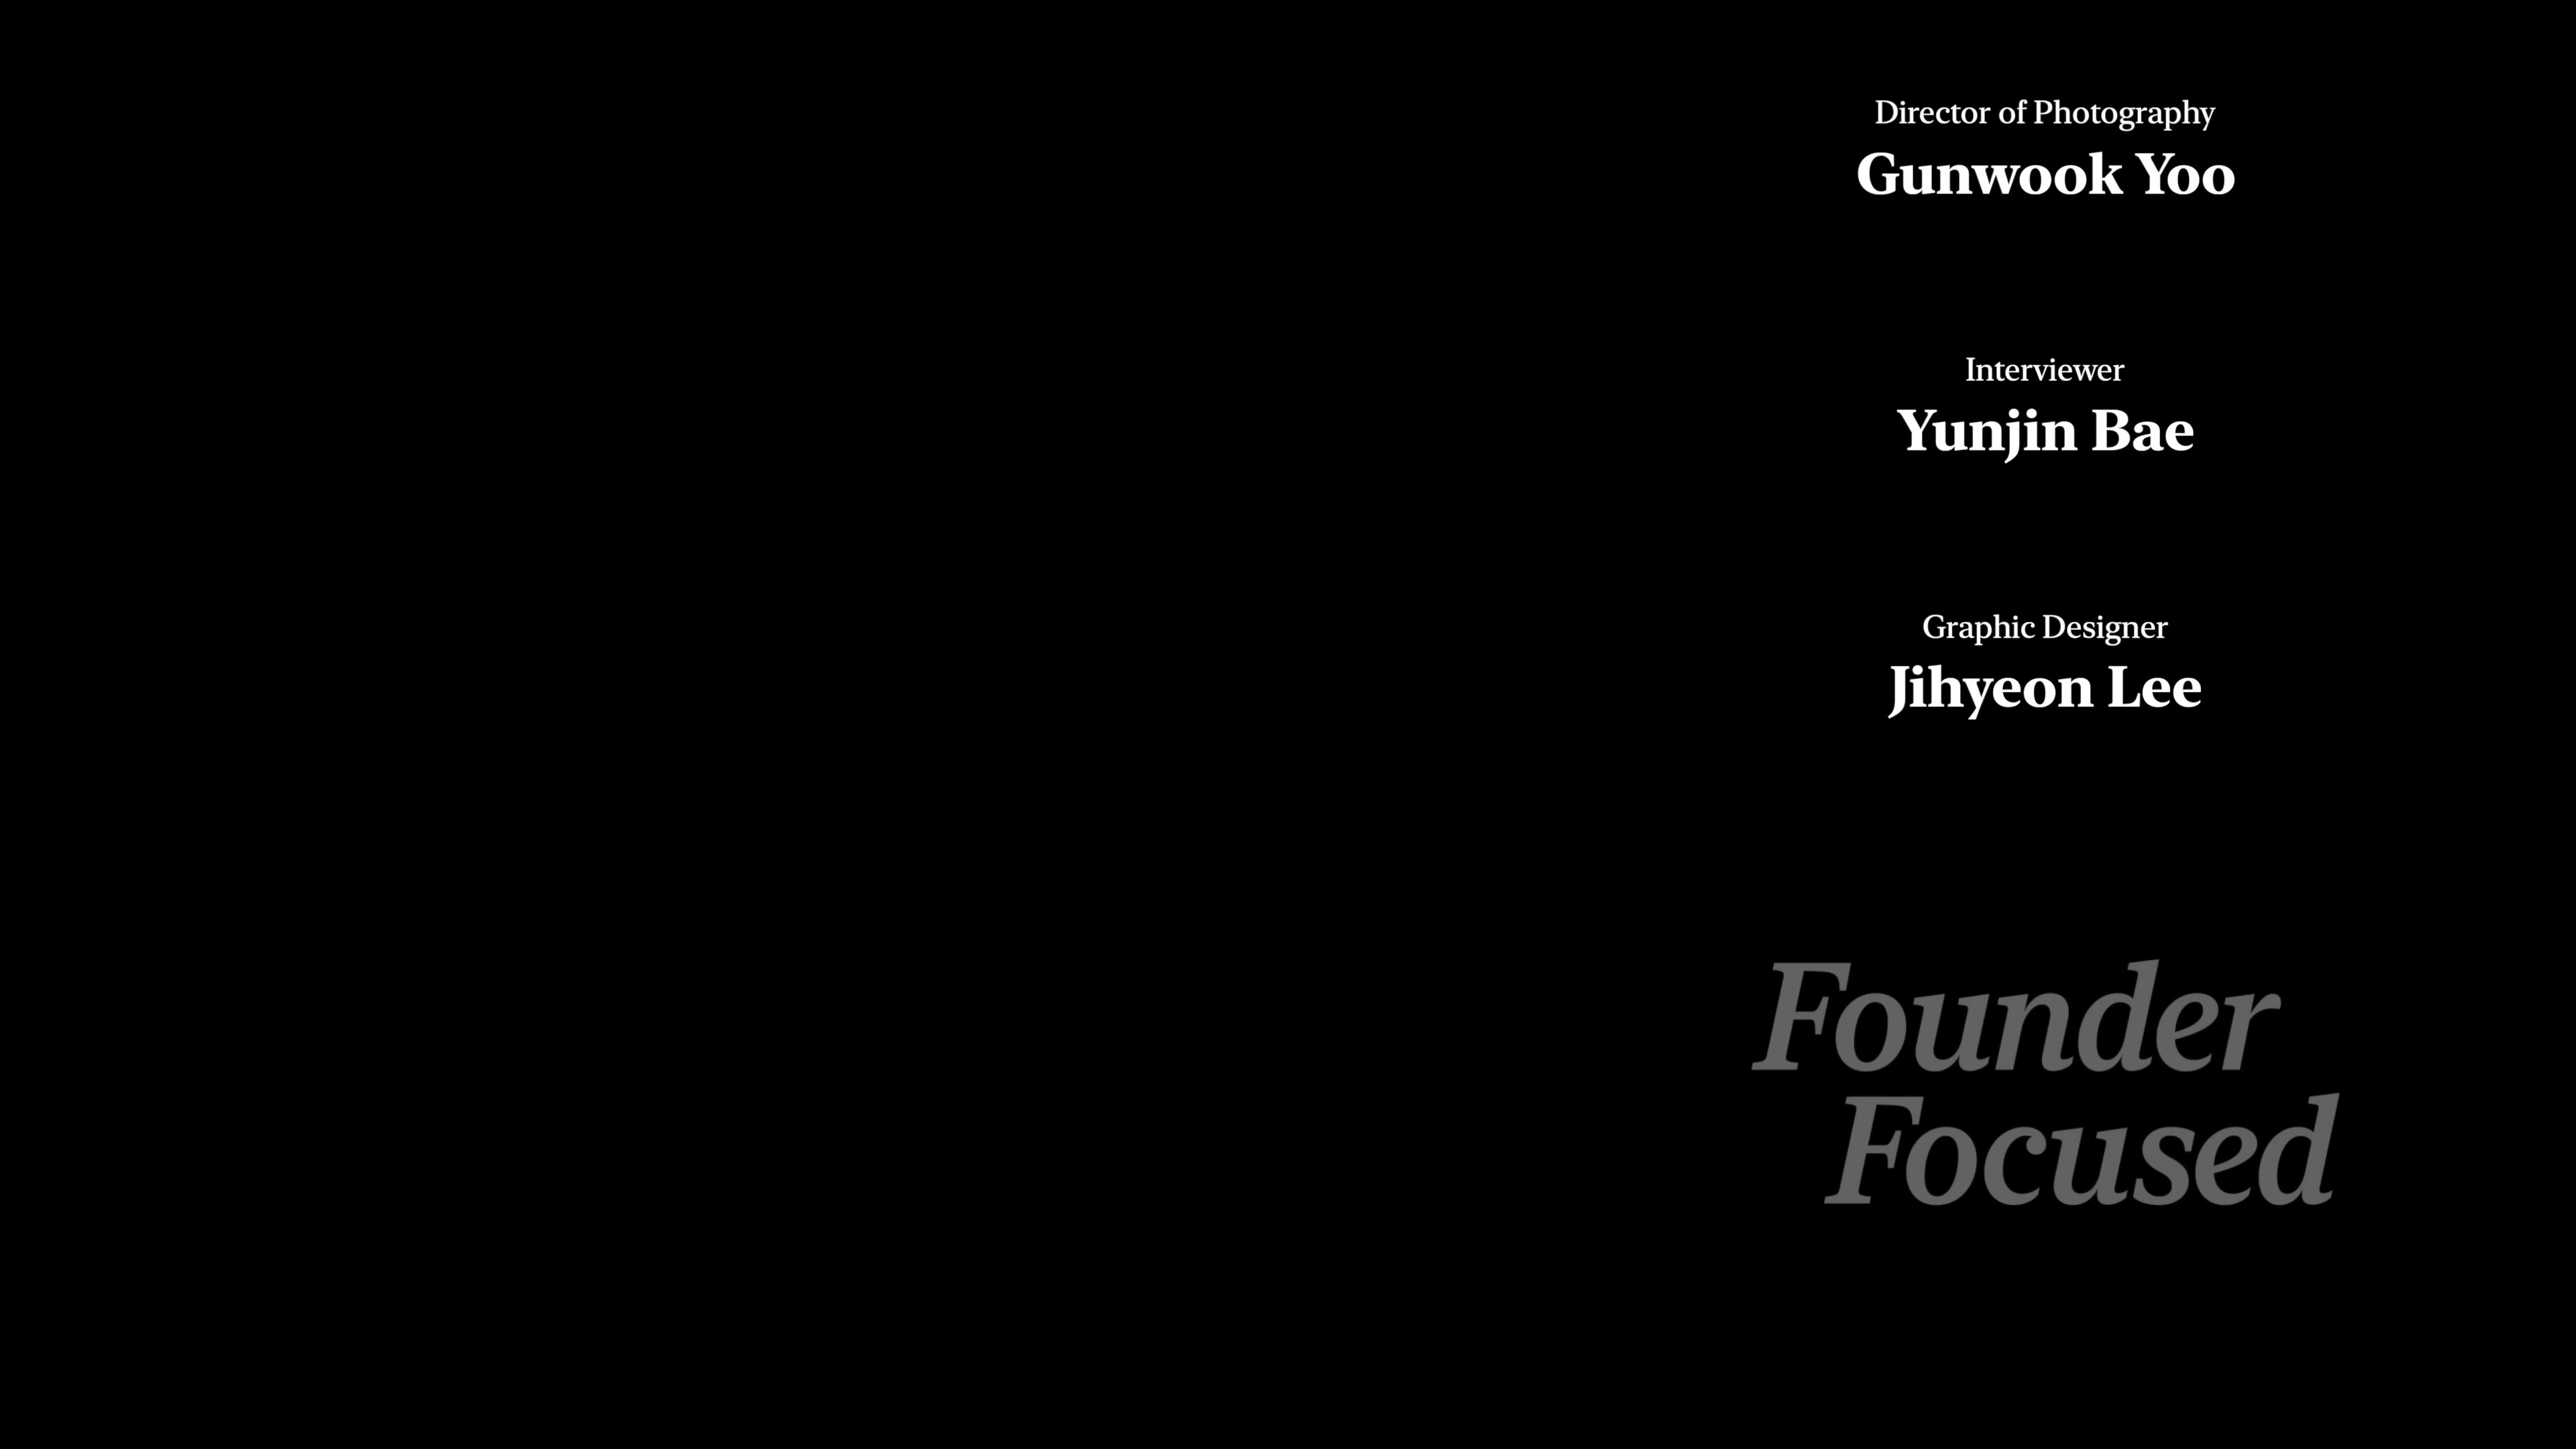 Director of Photography
Gunwook Yoo
Interviewer
Yunjin Bae
Graphic Designer
Jihyeon Lee
Founder
Focused